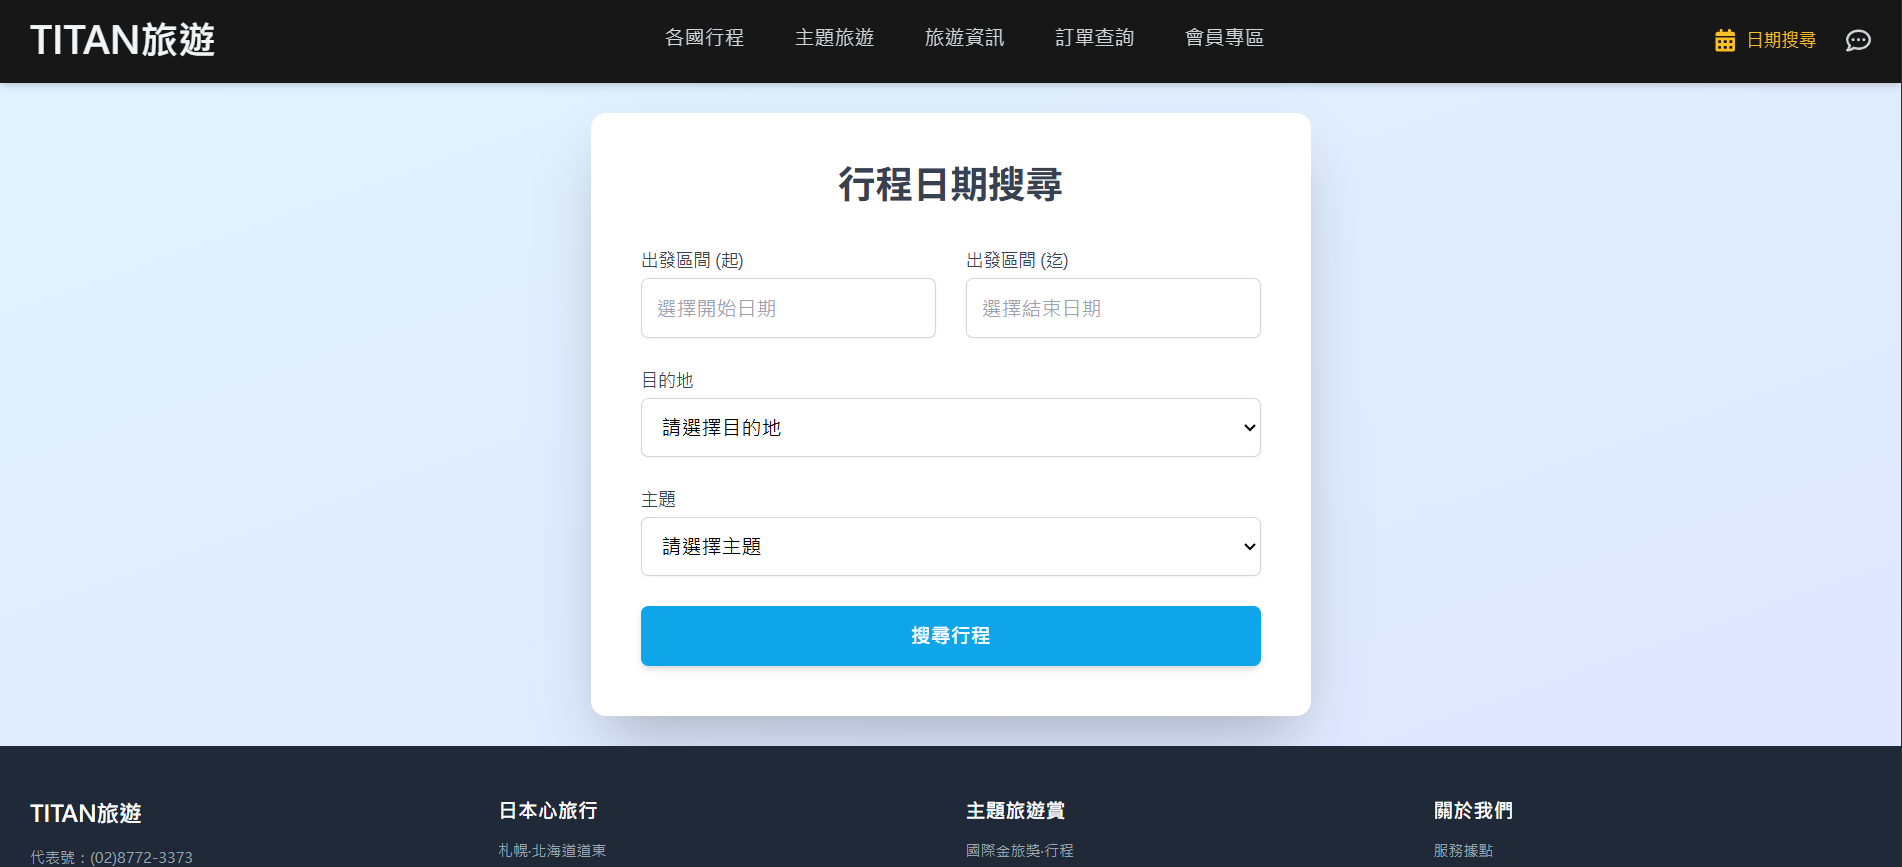 TITAN旅遊
各國行程
主題旅遊
旅遊資訊
訂單查詢
會員專區
日期搜尋
行程日期搜尋
出發區間 (起)
出發區間 (迄)
選擇開始日期
選擇結束日期
目的地
請選擇目的地
主題
請選擇主題
搜尋行程
TITAN旅遊
代表號：(02)8772-3373
日本心旅行
札幌‧北海道道東
主題旅遊賞
國際金旅獎‧行程
關於我們
服務據點